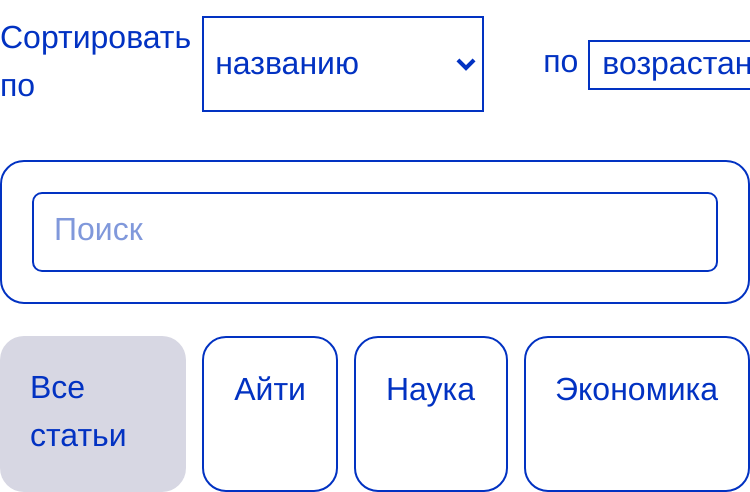 Сортировать
по
названию
по
возрастан
Поиск
Все
статьи
Айти
Наука
Экономика